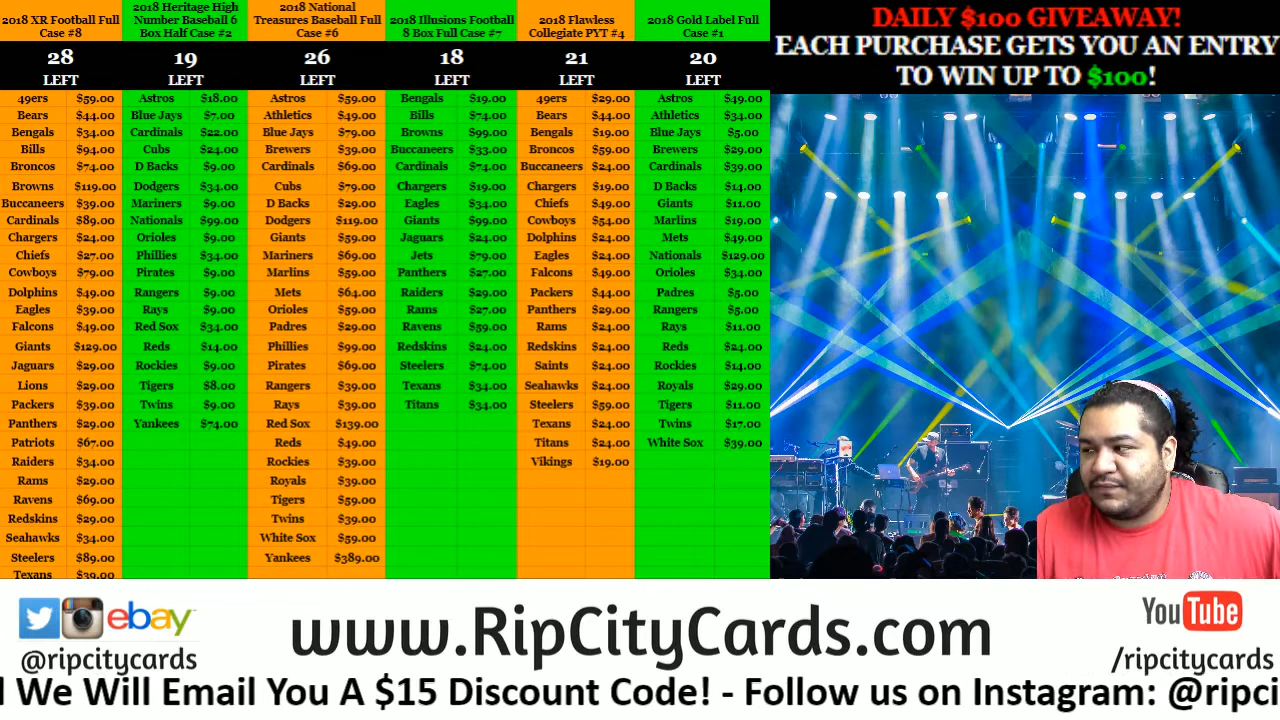 2018 XR Football Full
Case #8
28
LEFT
49ers $59.00
Bears $44.00
Bengals $34.00
Bills $94.00
Broncos $74.00
Browns $119.00
Buccaneers $39.00
Cardinals $89.00
Chargers $24.00
Chiefs $27.00
Cowboys $79.00
Dolphins $49.00
Eagles $39.00
Falcons $49.00
Giants $129.00
Jaguars $29.00
Lions $29.00
Packers $39.00
Panthers $29.00
Patriots $67.00
Raiders $34.00
Rams $29.00
Ravens $69.00
Redskins $29.00
Seahawks $34.00
Steelers $89.00
Texans $39.00
2018 Heritage High
Number Baseball 6
Box Half Case #2
19
LEFT
Astros $18.00
Blue Jays $7.00
Cardinals $22.00
Cubs $24.00
D Backs $9.00
Dodgers $34.00
Mariners $9.00
Nationals $99.00
Orioles $9.00
Phillies $34.00
Pirates $9.00
Rangers $9.00
Rays $9.00
Red Sox $34.00
Reds $14.00
Rockies $9.00
Tigers $8.00
Twins $9.00
Yankees $74.00
2018 National
Treasures Baseball Full
Case #6
26
LEFT
Astros $59.00
Athletics $49.00
Blue Jays $79.00
Brewers $39.00
Cardinals $69.00
Cubs $79.00
D Backs $29.00
Dodgers $119.00
Giants $59.00
Mariners $69.00
Marlins $59.00
Mets $64.00
Orioles $59.00
Padres $29.00
Phillies $99.00
Pirates $69.00
Rangers $39.00
Rays $39.00
Red Sox $139.00
Reds $49.00
Rockies $39.00
Royals $39.00
Tigers $59.00
Twins $39.00
White Sox $59.00
Yankees $389.00
2018 Illusions Football
8 Box Full Case #7
18
LEFT
Bengals $19.00
Bills $74.00
Browns $99.00
Buccaneers $33.00
Cardinals $74.00
Chargers $19.00
Eagles $34.00
Giants $99.00
Jaguars $24.00
Jets $79.00
Panthers $27.00
Raiders $29.00
Rams $27.00
Ravens $59.00
Redskins $24.00
Steelers $74.00
Texans $34.00
Titans $34.00
2018 Flawless
Collegiate PYT #4
21
LEFT
49ers $29.00
Bears $44.00
Bengals $19.00
Broncos $59.00
Buccaneers $24.00
Chargers $19.00
Chiefs $49.00
Cowboys $54.00
Dolphins $24.00
Eagles $24.00
Falcons $49.00
Packers $44.00
Panthers $29.00
Rams $24.00
Redskins $24.00
Saints $24.00
Seahawks $24.00
Steelers $59.00
Texans $24.00
Titans $24.00
Vikings $19.00
2018 Gold Label Full
Case #1
20
LEFT
Astros $49.00
Athletics $34.00
Blue Jays $5.00
Brewers $29.00
Cardinals $39.00
D Backs $14.00
Giants $11.00
Marlins $19.00
Mets $49.00
Nationals $129.00
Orioles $34.00
Padres $5.00
Rangers $5.00
Rays $11.00
Reds $24.00
Rockies $14.00
Royals $29.00
Tigers $11.00
Twins $17.00
White Sox $39.00
DAILY $100 GIVEAWAY!
EACH PURCHASE GETS YOU AN ENTRY
TO WIN UP TO $100!
ebay
@ripcitycards
www.RipCityCards.com
YouTube
/ripcitycards
We Will Email You A $15 Discount Code! - Follow us on Instagram: @ripci